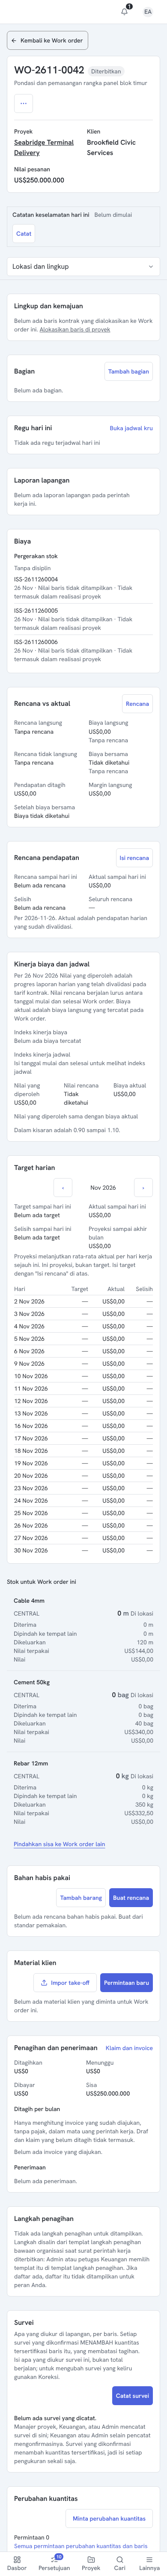 1
EA
← Kembali ke Work order
WO-2611-0042 Diterbitkan
Pondasi dan pemasangan rangka panel blok timur
...
Proyek Klien
Seabridge Terminal Brookfield Civic
Delivery Services
Nilai pesanan
US$250.000.000
Catatan keselamatan hari ini Belum dimulai
Catat
Lokasi dan lingkup
Lingkup dan kemajuan
Belum ada baris kontrak yang dialokasikan ke Work
order ini. Alokasikan baris di proyek
Bagian Tambah bagian
Belum ada bagian.
Regu hari ini Buka jadwal kru
Tidak ada regu terjadwal hari ini
Laporan lapangan
Belum ada laporan lapangan pada perintah
kerja ini.
Biaya
Pergerakan stok
Tanpa disiplin
ISS-2611260004
26 Nov · Nilai baris tidak ditampilkan · Tidak
termasuk dalam realisasi proyek
ISS-2611260005
26 Nov · Nilai baris tidak ditampilkan · Tidak
termasuk dalam realisasi proyek
ISS-2611260006
26 Nov · Nilai baris tidak ditampilkan · Tidak
termasuk dalam realisasi proyek
Rencana vs aktual Rencana
Rencana langsung Biaya langsung
Tanpa rencana US$0,00
Tanpa rencana
Rencana tidak langsung Biaya bersama
Tanpa rencana Tidak diketahui
Tanpa rencana
Pendapatan ditagih Margin langsung
US$0,00 US$0,00
Setelah biaya bersama
Biaya tidak diketahui
Rencana pendapatan Isi rencana
Rencana sampai hari ini Aktual sampai hari ini
Belum ada rencana US$0,00
Selisih Seluruh rencana
Belum ada rencana —
Per 2026-11-26. Aktual adalah pendapatan harian
yang sudah divalidasi.
Kinerja biaya dan jadwal
Per 26 Nov 2026 Nilai yang diperoleh adalah
progres laporan harian yang telah divalidasi pada
tarif kontrak. Nilai rencana berjalan lurus antara
tanggal mulai dan selesai Work order. Biaya
aktual adalah biaya langsung yang tercatat pada
Work order.
Indeks kinerja biaya
Belum ada biaya tercatat
Indeks kinerja jadwal
Isi tanggal mulai dan selesai untuk melihat indeks
jadwal
Nilai yang Nilai rencana Biaya aktual
diperoleh Tidak US$0,00
US$0,00 diketahui
Nilai yang diperoleh sama dengan biaya aktual
Dalam kisaran adalah 0.90 sampai 1.10.
Target harian
‹ Nov 2026 ›
Target sampai hari ini Aktual sampai hari ini
Belum ada target US$0,00
Selisih sampai hari ini Proyeksi sampai akhir
Belum ada target bulan
US$0,00
Proyeksi melanjutkan rata-rata aktual per hari kerja
sejauh ini. Ini proyeksi, bukan target. Isi target
dengan "Isi rencana" di atas.
Hari Target Aktual Selisih
2 Nov 2026 — US$0,00 —
3 Nov 2026 — US$0,00 —
4 Nov 2026 — US$0,00 —
5 Nov 2026 — US$0,00 —
6 Nov 2026 — US$0,00 —
9 Nov 2026 — US$0,00 —
10 Nov 2026 — US$0,00 —
11 Nov 2026 — US$0,00 —
12 Nov 2026 — US$0,00 —
13 Nov 2026 — US$0,00 —
16 Nov 2026 — US$0,00 —
17 Nov 2026 — US$0,00 —
18 Nov 2026 — US$0,00 —
19 Nov 2026 — US$0,00 —
20 Nov 2026 — US$0,00 —
23 Nov 2026 — US$0,00 —
24 Nov 2026 — US$0,00 —
25 Nov 2026 — US$0,00 —
26 Nov 2026 — US$0,00 —
27 Nov 2026 — US$0,00 —
30 Nov 2026 — US$0,00 —
Stok untuk Work order ini
Cable 4mm
CENTRAL 0 m Di lokasi
Diterima 0 m
Dipindah ke tempat lain 0 m
Dikeluarkan 120 m
Nilai terpakai US$144,00
Nilai US$0,00
Cement 50kg
CENTRAL 0 bag Di lokasi
Diterima 0 bag
Dipindah ke tempat lain 0 bag
Dikeluarkan 40 bag
Nilai terpakai US$340,00
Nilai US$0,00
Rebar 12mm
CENTRAL 0 kg Di lokasi
Diterima 0 kg
Dipindah ke tempat lain 0 kg
Dikeluarkan 350 kg
Nilai terpakai US$332,50
Nilai US$0,00
Pindahkan sisa ke Work order lain
Bahan habis pakai
Tambah barang Buat rencana
Belum ada rencana bahan habis pakai. Buat dari
standar pemakaian.
Material klien
Impor take-off Permintaan baru
Belum ada material klien yang diminta untuk Work
order ini.
Penagihan dan penerimaan Klaim dan invoice
Ditagihkan Menunggu
US$0 US$0
Dibayar Sisa
US$0 US$250.000.000
Ditagih per bulan
Hanya menghitung invoice yang sudah diajukan,
tanpa pajak, dalam mata uang perintah kerja. Draf
dan klaim yang belum ditagih tidak termasuk.
Belum ada invoice yang diajukan.
Penerimaan
Belum ada penerimaan.
Langkah penagihan
Tidak ada langkah penagihan untuk dilampaui.
Langkah disalin dari templat langkah penagihan
bawaan organisasi saat surat perintah kerja
diterbitkan: Admin atau petugas Keuangan memilih
templat itu di templat langkah penagihan. Jika
tidak ada, daftar itu tidak ditampilkan untuk
peran Anda.
Survei
Apa yang diukur di lapangan, per baris. Setiap
survei yang dikonfirmasi MENAMBAH kuantitas
tersertifikasi baris itu, yang membatasi tagihan.
Isi apa yang diukur survei ini, bukan total
berjalan; untuk mengubah survei yang keliru
gunakan Koreksi.
Catat survei
Belum ada survei yang dicatat.
Manajer proyek, Keuangan, atau Admin mencatat
survei di sini. Keuangan atau Admin selain pencatat
mengonfirmasinya. Survei yang dikonfirmasi
menambah kuantitas tersertifikasi, jadi isi setiap
pengukuran sekali saja.
Perubahan kuantitas
Minta perubahan kuantitas
Permintaan 0
Semua permintaan perubahan kuantitas dan baris
10
Dasbor Persetujuan Proyek Cari Lainnya